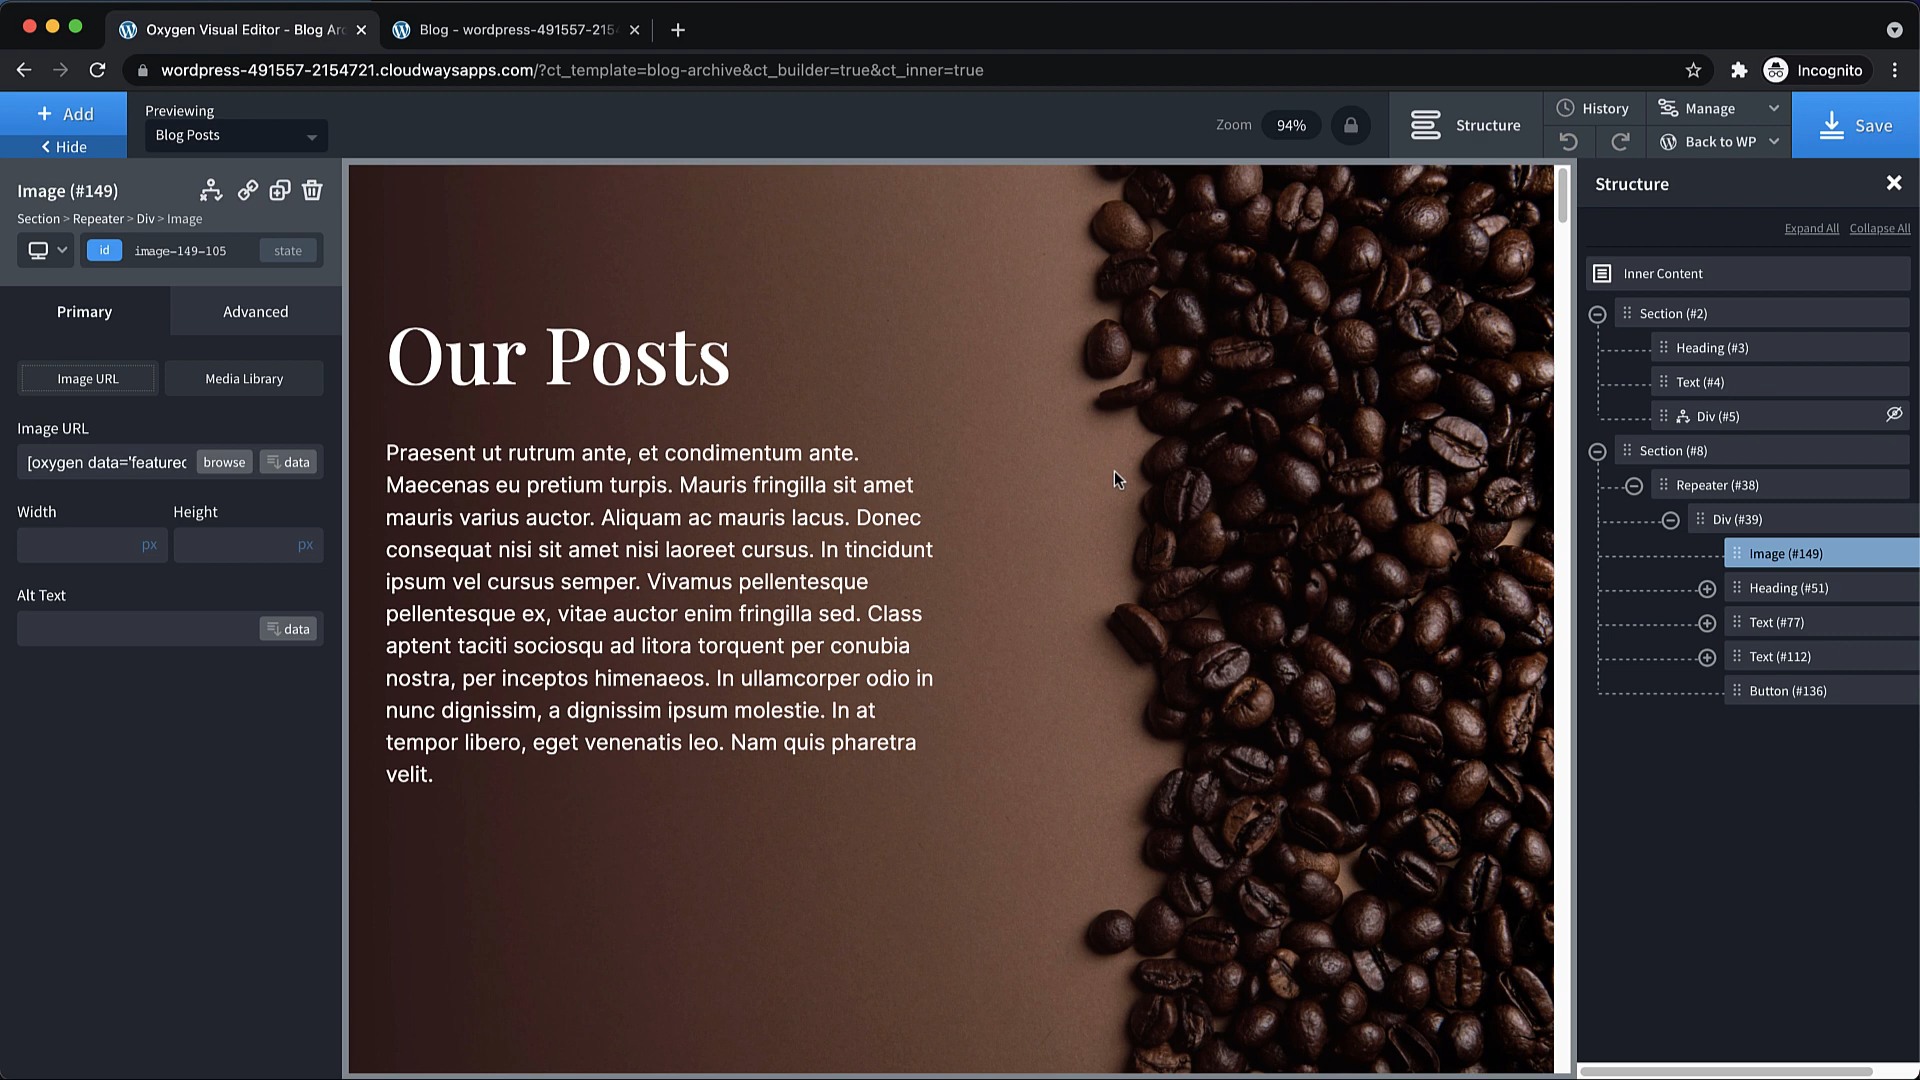 Oxygen Visual Editor - Blog Arc
Blog - wordpress-491557-2154
wordpress-491557-2154721.cloudwaysapps.com/?ct_template=blog-archive&ct_builder=true&ct_inner=true
Incognito
+ Add
Hide
Previewing
Blog Posts
Zoom
94%
Structure
History
Manage
Back to WP
Save
Image (#149)
Section > Repeater > Div > Image
id
image-149-105
state
Primary
Advanced
Image URL
Media Library
Image URL
[oxygen data='featured
browse
data
Width
Height
px
px
Alt Text
data
Our Posts
Praesent ut rutrum ante, et condimentum ante.
Maecenas eu pretium turpis. Mauris fringilla sit amet
mauris varius auctor. Aliquam ac mauris lacus. Donec
consequat nisi sit amet nisi laoreet cursus. In tincidunt
ipsum vel cursus semper. Vivamus pellentesque
pellentesque ex, vitae auctor enim fringilla sed. Class
aptent taciti sociosqu ad litora torquent per conubia
nostra, per inceptos himenaeos. In ullamcorper odio in
nunc dignissim, a dignissim ipsum molestie. In at
tempor libero, eget venenatis leo. Nam quis pharetra
velit.
Structure
Expand All
Collapse All
Inner Content
Section (#2)
Heading (#3)
Text (#4)
Div (#5)
Section (#8)
Repeater (#38)
Div (#39)
Image (#149)
Heading (#51)
Text (#77)
Text (#112)
Button (#136)